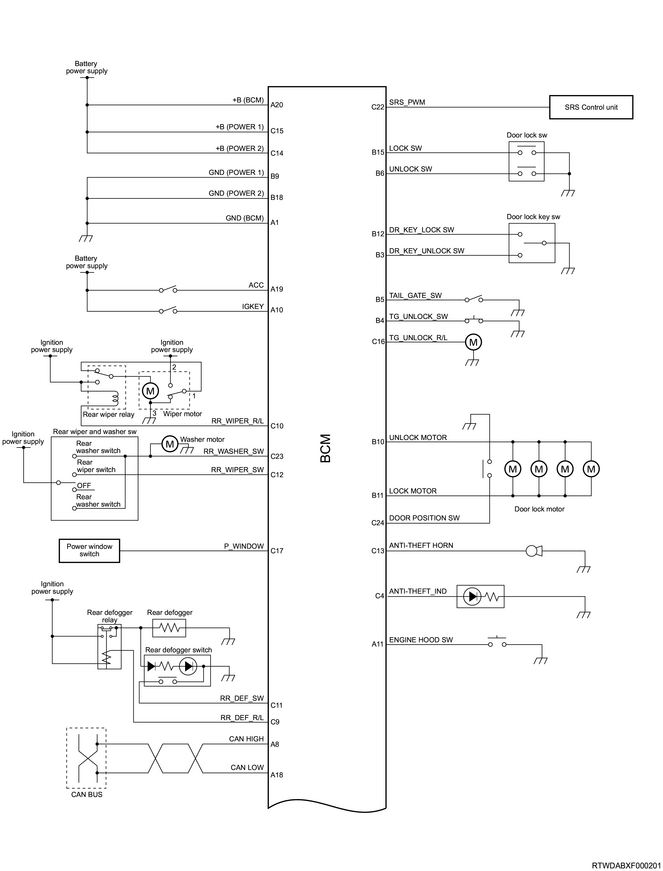 Battery
power supply
+B (BCM)
A20
+B (POWER 1)
C15
+B (POWER 2)
C14
GND (POWER 1)
B9
GND (POWER 2)
B18
GND (BCM)
A1
Battery
power supply
ACC
A19
IGKEY
A10
Ignition
power supply
Ignition
power supply
2
M
1
3
Rear wiper relay
Wiper motor
RR_WIPER_R/L
C10
Rear wiper and washer sw
Ignition
power supply
Rear
washer switch
M
Washer motor
RR_WASHER_SW
C23
Rear
wiper switch
RR_WIPER_SW
C12
OFF
Rear
washer switch
Power window
switch
P_WINDOW
C17
Ignition
power supply
Rear defogger
relay
Rear defogger
Rear defogger switch
RR_DEF_SW
C11
RR_DEF_R/L
C9
CAN HIGH
A8
CAN LOW
A18
CAN BUS
BCM
C22
SRS_PWM
SRS Control unit
Door lock sw
B15
LOCK SW
B6
UNLOCK SW
Door lock key sw
B12
DR_KEY_LOCK SW
B3
DR_KEY_UNLOCK SW
B5
TAIL_GATE_SW
B4
TG_UNLOCK_SW
C16
TG_UNLOCK_R/L
M
B10
UNLOCK MOTOR
M
M
M
M
B11
LOCK MOTOR
Door lock motor
C24
DOOR POSITION SW
C13
ANTI-THEFT HORN
C4
ANTI-THEFT_IND
A11
ENGINE HOOD SW
RTWDABXF000201